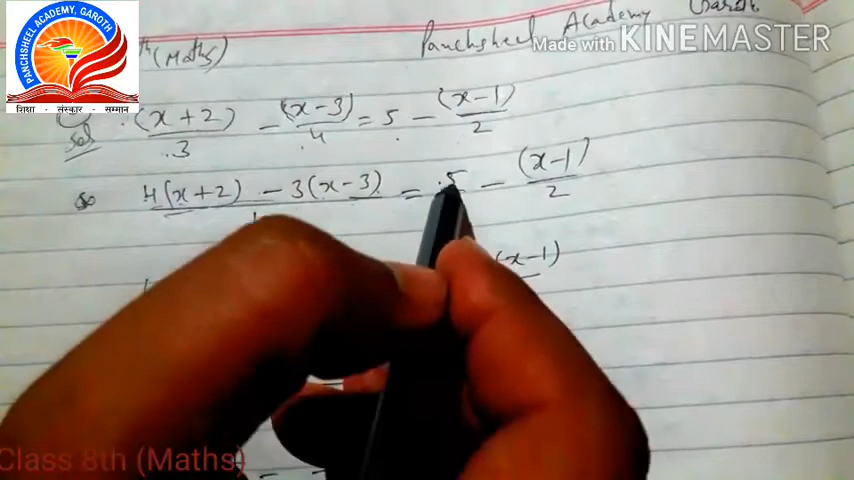 PANCHSHEEL ACADEMY, GAROTH
शिक्षा - संस्कार - सम्मान
th (Maths)
Panchsheel Academy
Made with KINEMASTER
Sol (x+2)/3 - (x-3)/4 = 5 - (x-1)/2
4(x+2) - 3(x-3) = 5 - (x-1)/2
(x-1)
Class 8th (Maths)